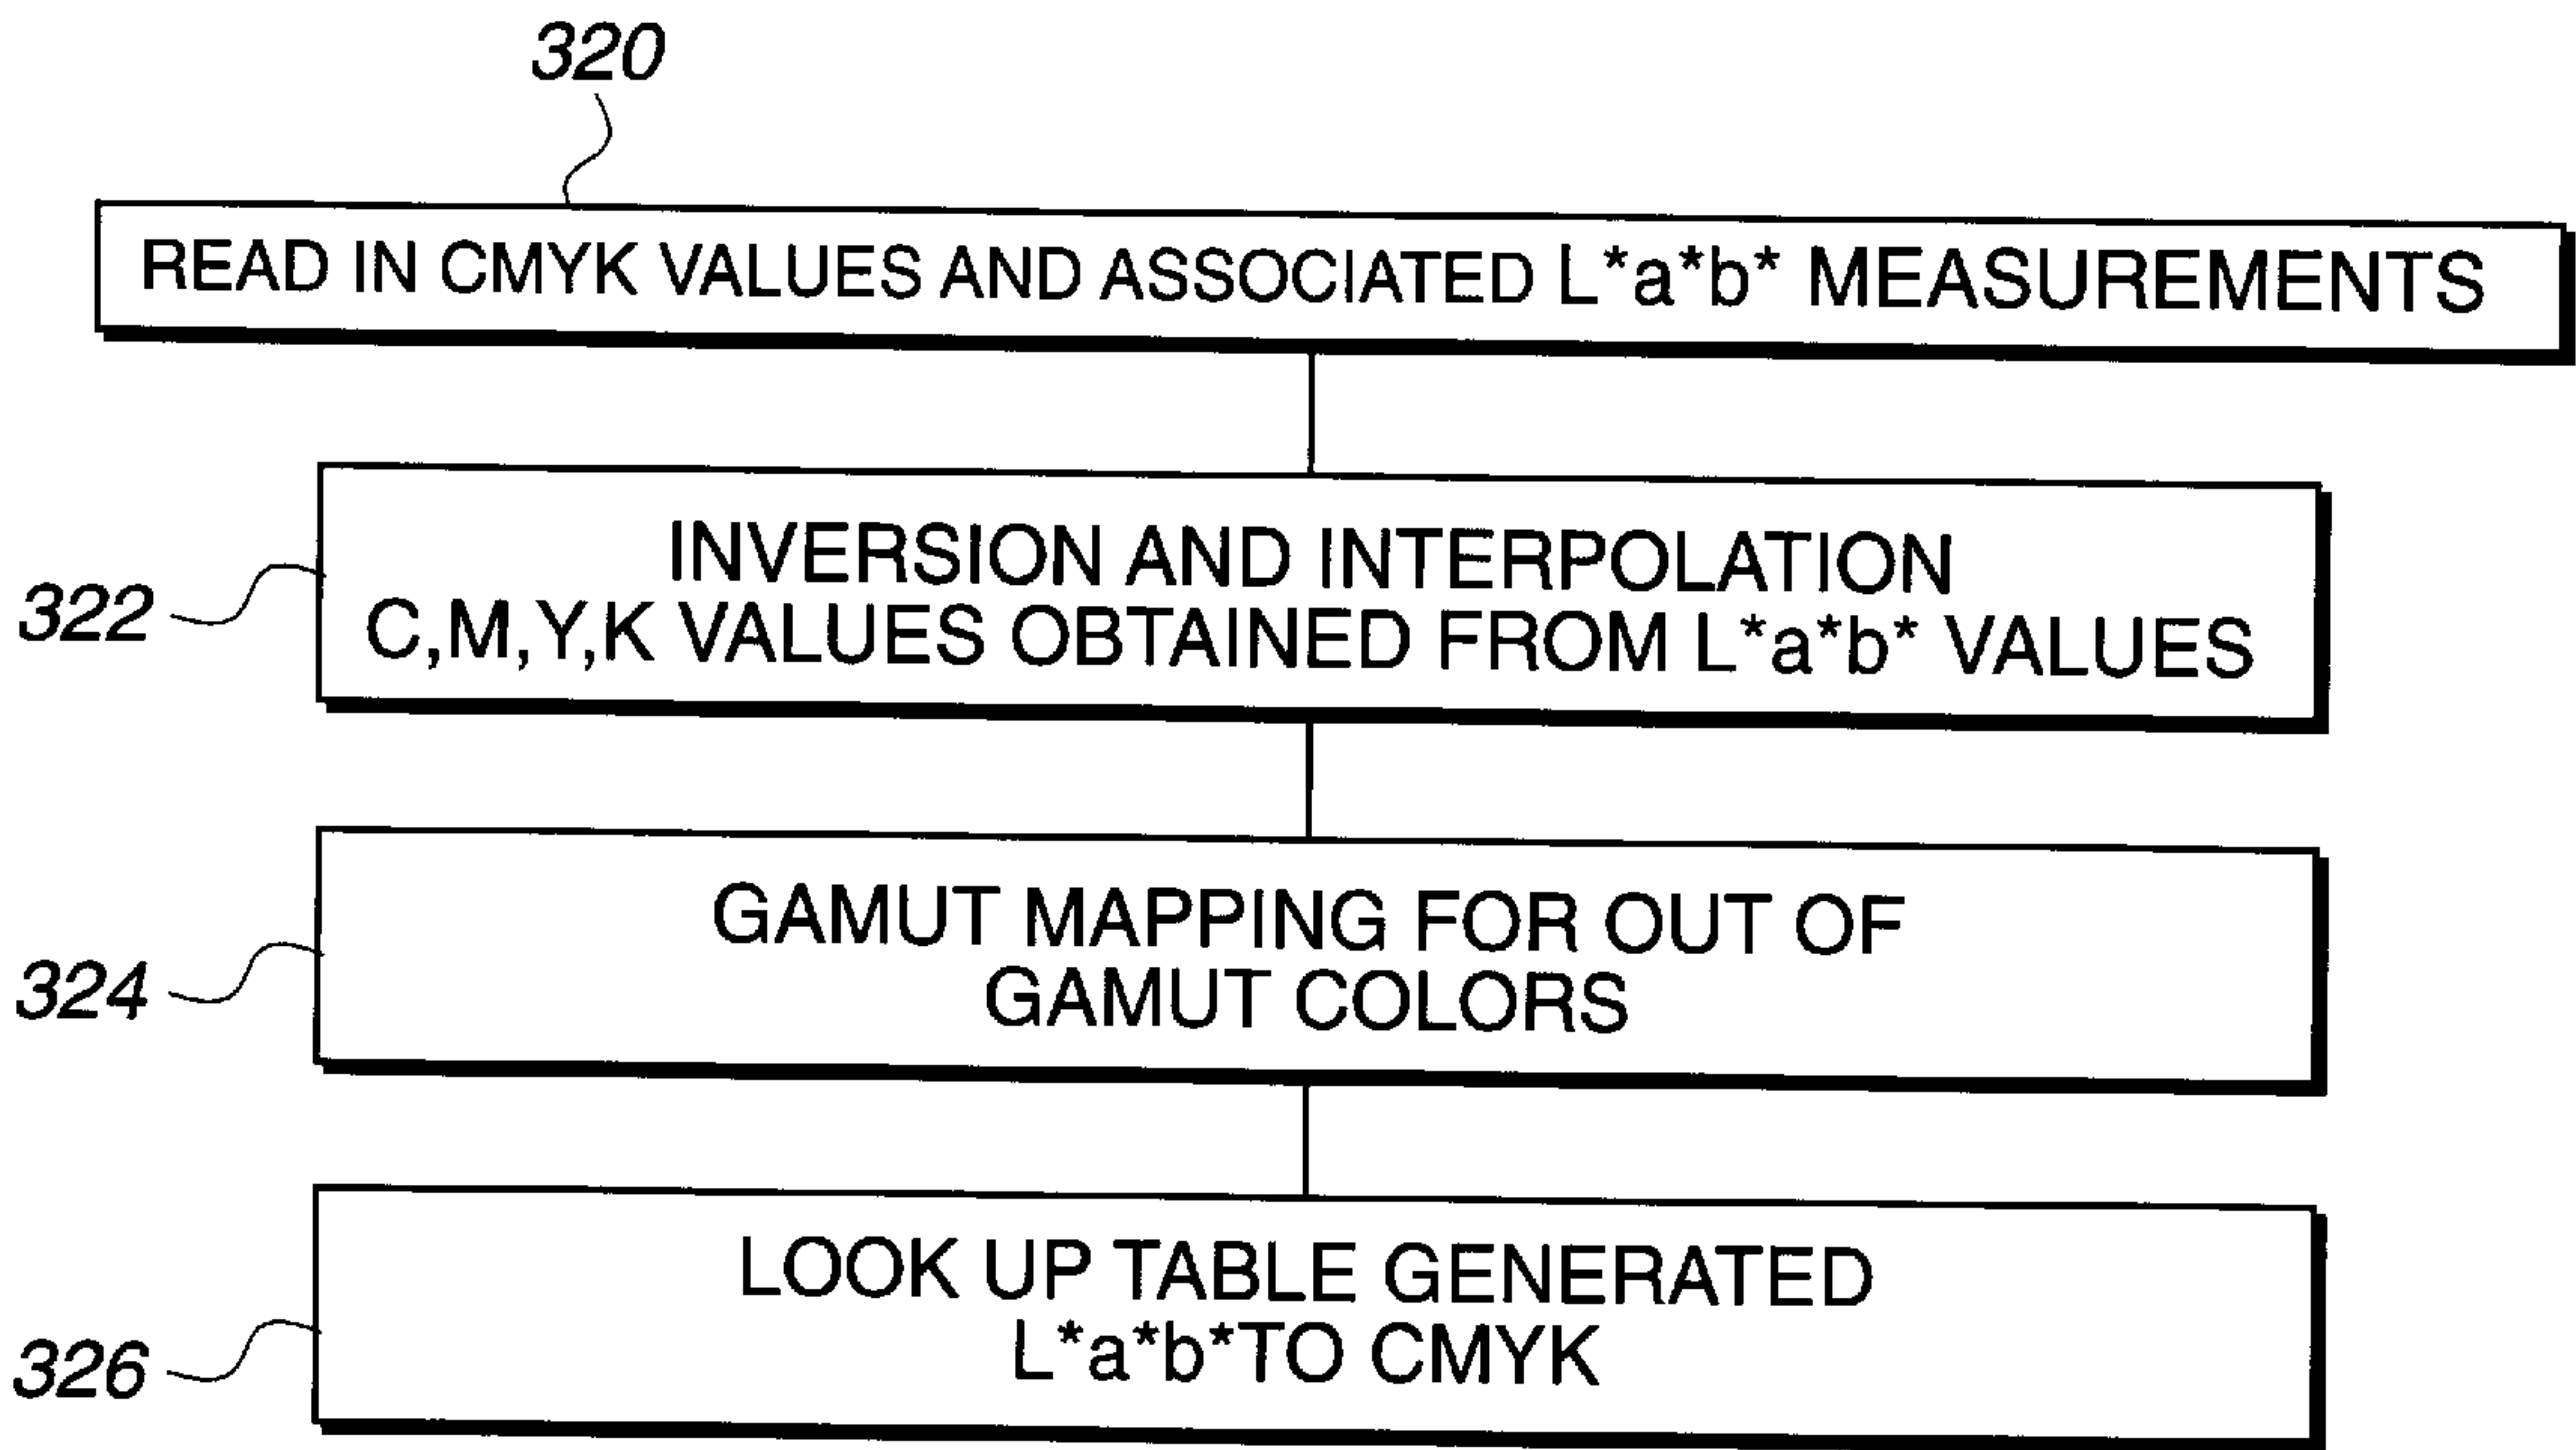 320
READ IN CMYK VALUES AND ASSOCIATED L*a*b* MEASUREMENTS
322
INVERSION AND INTERPOLATION
C,M,Y,K VALUES OBTAINED FROM L*a*b* VALUES
324
GAMUT MAPPING FOR OUT OF
GAMUT COLORS
326
LOOK UP TABLE GENERATED
L*a*b*TO CMYK